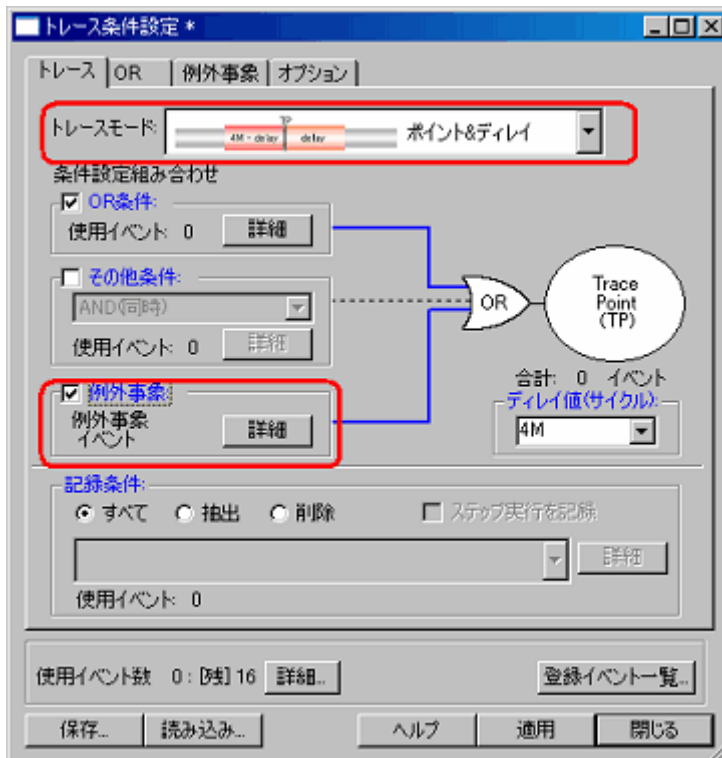 トレース条件設定 *
トレース OR 例外事象 オプション
トレースモード: TP 4M - delay delay ポイント&ディレイ
条件設定組み合わせ
OR条件:
使用イベント: 0 詳細
その他条件:
AND(同時)
使用イベント: 0 詳細
例外事象:
例外事象
イベント
詳細
OR
Trace
Point
(TP)
合計: 0 イベント
ディレイ値(サイクル):
4M
記録条件:
すべて 抽出 削除 ステップ実行を記録
詳細
使用イベント: 0
使用イベント数 0 : [残] 16 詳細... 登録イベント一覧...
保存... 読み込み... ヘルプ 適用 閉じる